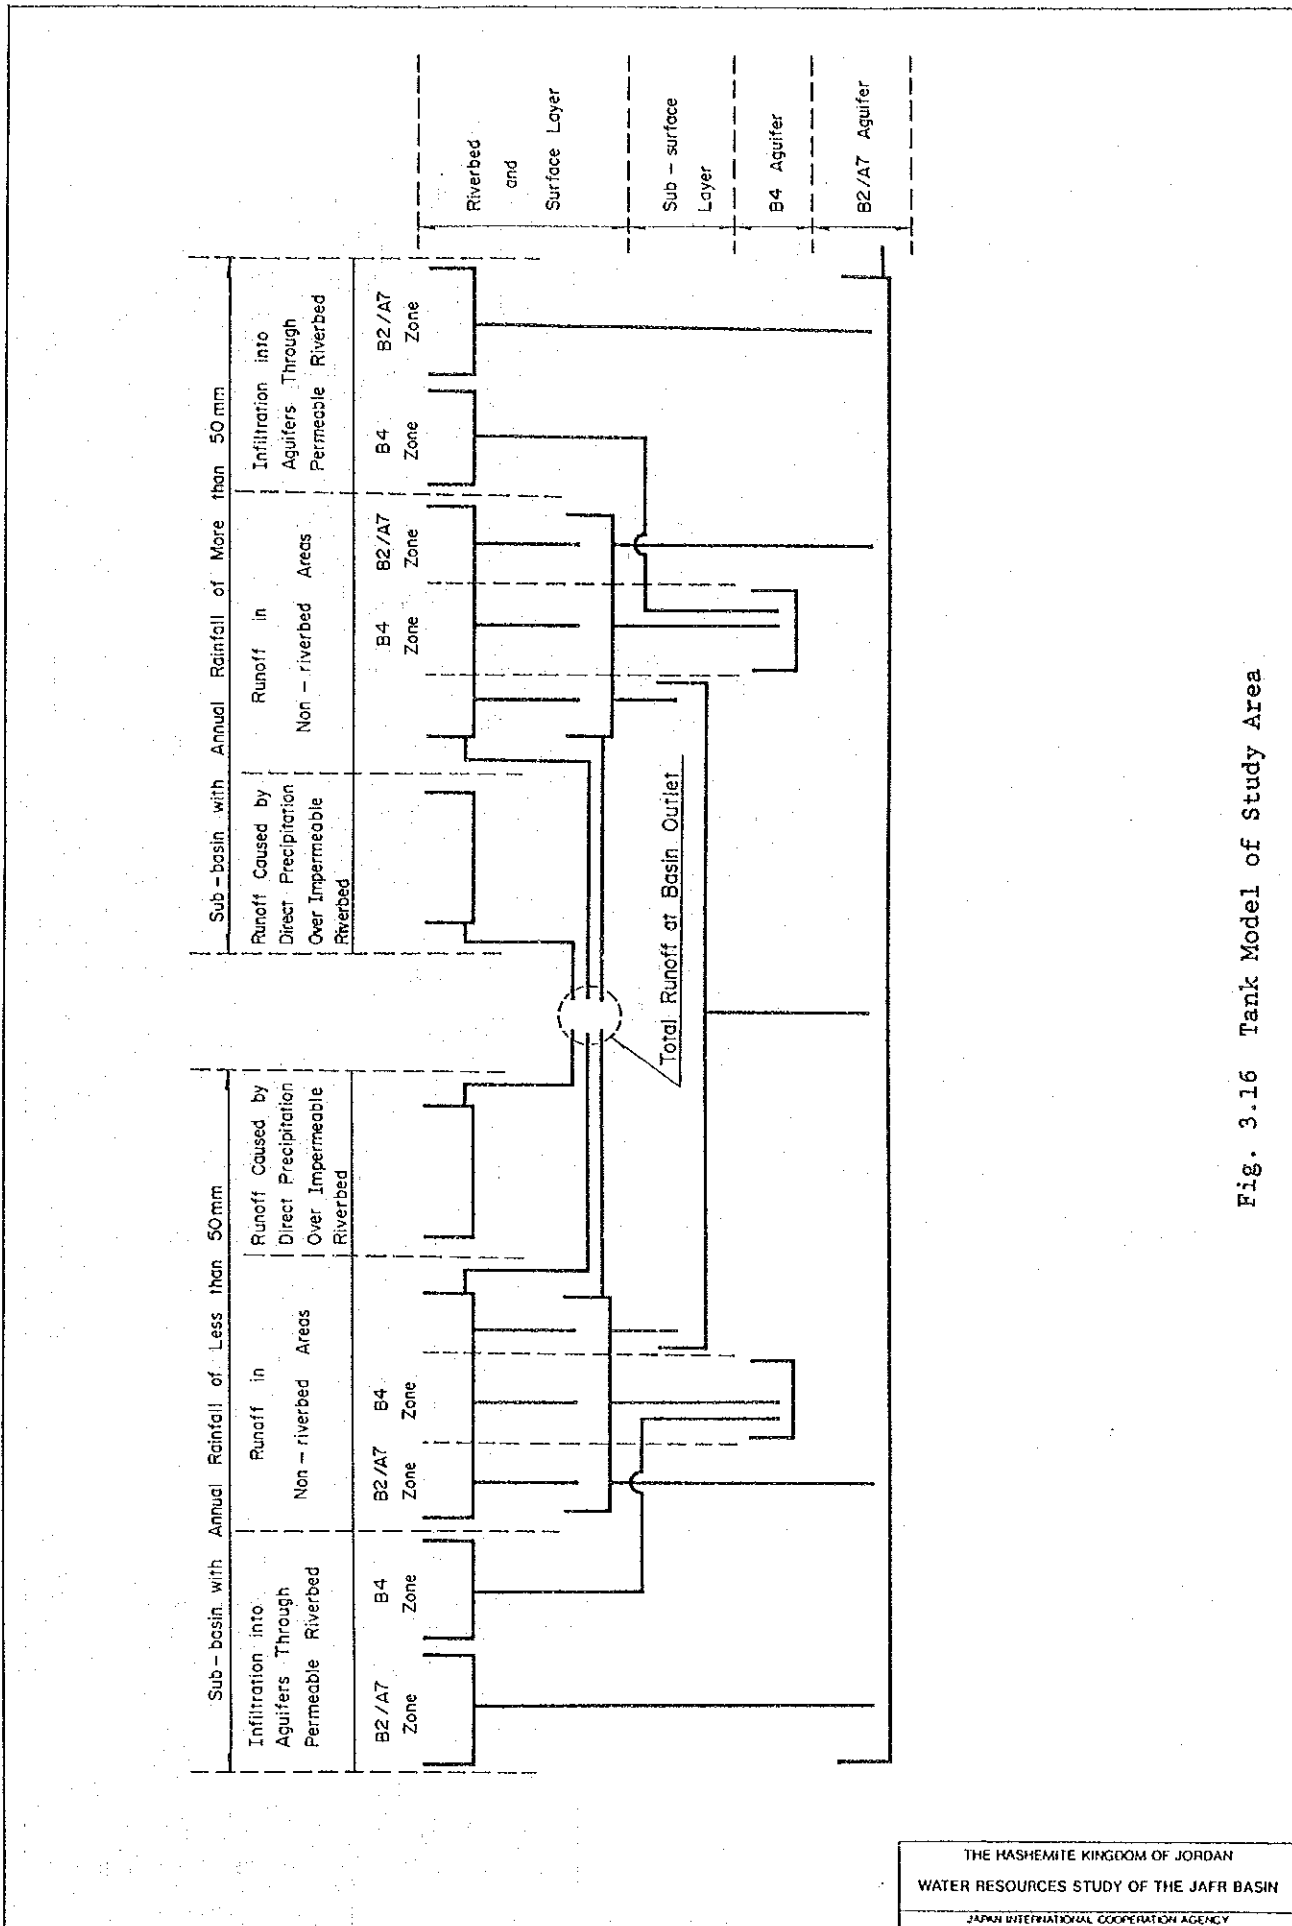 Sub-basin with Annual Rainfall of Less than 50mm
Infiltration into
Aguifers Through
Permeable Riverbed
Runoff in
Non-riverbed Areas
Runoff Caused by
Direct Precipitation
Over Impermeable
Riverbed
B2/A7
Zone
B4
Zone
B2/A7
Zone
B4
Zone
Sub-basin with Annual Rainfall of More than 50mm
Runoff Caused by
Direct Precipitation
Over Impermeable
Riverbed
Runoff in
Non-riverbed Areas
Infiltration into
Aguifers Through
Permeable Riverbed
B4
Zone
B2/A7
Zone
B4
Zone
B2/A7
Zone
Riverbed
and
Surface Layer
Sub-surface
Layer
B4 Aguifer
B2/A7 Aguifer
Total Runoff at Basin Outlet
Fig. 3.16 Tank Model of Study Area
THE HASHEMITE KINGDOM OF JORDAN
WATER RESOURCES STUDY OF THE JAFR BASIN
JAPAN INTERNATIONAL COOPERATION AGENCY